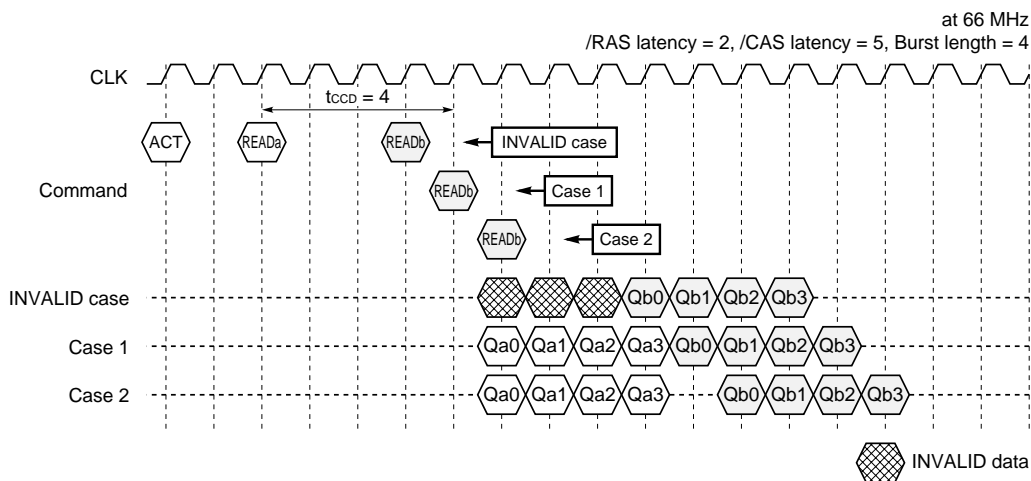 at 66 MHz
/RAS latency = 2, /CAS latency = 5, Burst length = 4
CLK
tCCD = 4
ACT READa READb INVALID case
Command READb Case 1
READb Case 2
INVALID case Qb0 Qb1 Qb2 Qb3
Case 1 Qa0 Qa1 Qa2 Qa3 Qb0 Qb1 Qb2 Qb3
Case 2 Qa0 Qa1 Qa2 Qa3 Qb0 Qb1 Qb2 Qb3
INVALID data